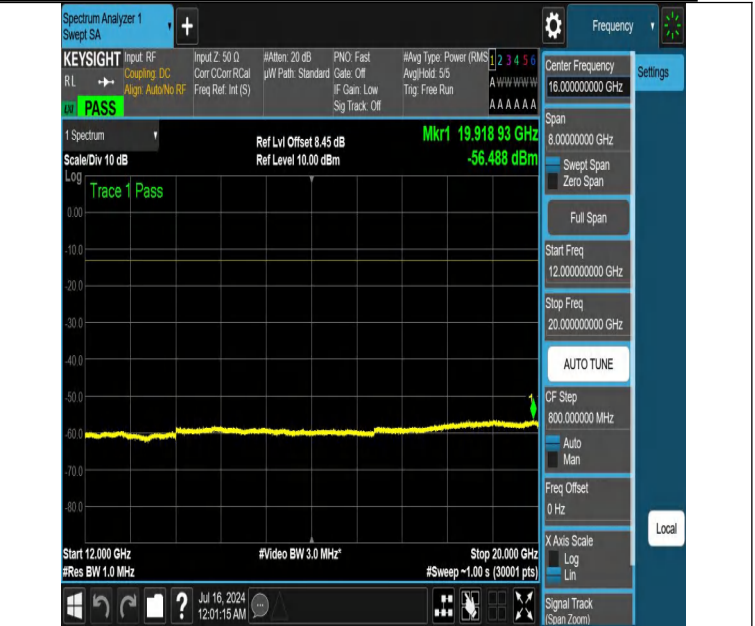 Spectrum Analyzer 1
Swept SA
+
Frequency
KEYSIGHT
RL
PASS
Input: RF
Coupling: DC
Align: Auto/No RF
Input Z: 50 Ω
Corr CCorr RCal
Freq Ref: Int (S)
#Atten: 20 dB
µW Path: Standard
PNO: Fast
Gate: Off
IF Gain: Low
Sig Track: Off
#Avg Type: Power (RMS
Avg|Hold: 5/5
Trig: Free Run
1 2 3 4 5 6
A W W W W W
A A A A A A
Center Frequency
16.000000000 GHz
Settings
1 Spectrum
Scale/Div 10 dB
Ref Lvl Offset 8.45 dB
Ref Level 10.00 dBm
Mkr1 19.918 93 GHz
-56.488 dBm
Log
Trace 1 Pass
0.00
-10.0
-20.0
-30.0
-40.0
-50.0
-60.0
-70.0
-80.0
1
Start 12.000 GHz
#Res BW 1.0 MHz
#Video BW 3.0 MHz*
Stop 20.000 GHz
#Sweep ~1.00 s (30001 pts)
Span
8.00000000 GHz
Swept Span
Zero Span
Full Span
Start Freq
12.000000000 GHz
Stop Freq
20.000000000 GHz
AUTO TUNE
CF Step
800.000000 MHz
Auto
Man
Freq Offset
0 Hz
X Axis Scale
Log
Lin
Local
Signal Track
(Span Zoom)
?
Jul 16, 2024
12:01:15 AM